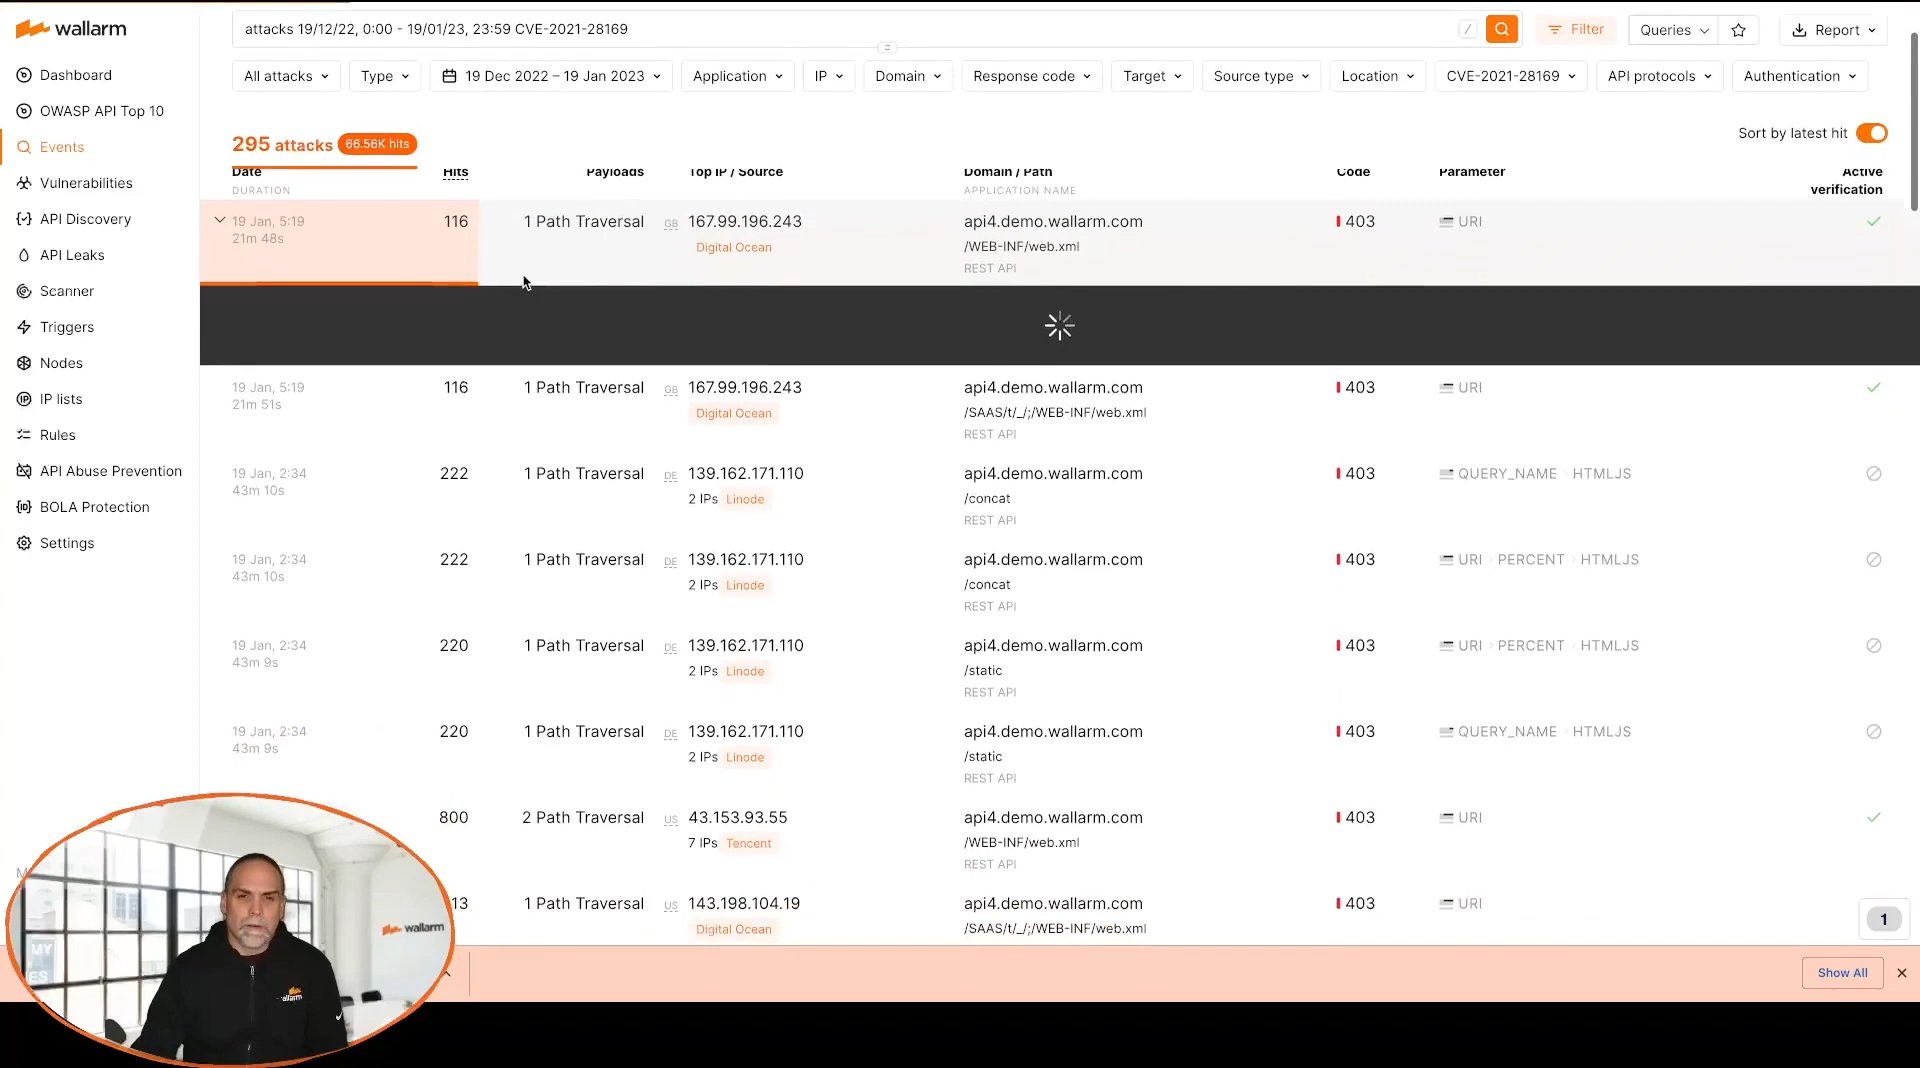 wallarm
attacks 19/12/22, 0:00 - 19/01/23, 23:59 CVE-2021-28169
/
Filter
Queries
Report
Dashboard
OWASP API Top 10
Events
Vulnerabilities
API Discovery
API Leaks
Scanner
Triggers
Nodes
IP lists
Rules
API Abuse Prevention
BOLA Protection
Settings
All attacks
Type
19 Dec 2022 – 19 Jan 2023
Application
IP
Domain
Response code
Target
Source type
Location
CVE-2021-28169
API protocols
Authentication
295 attacks 66.56K hits
Sort by latest hit
Date Hits Payloads Top IP / Source Domain / Path Code Parameter Active
DURATION APPLICATION NAME verification
19 Jan, 5:19 116 1 Path Traversal GB 167.99.196.243 api4.demo.wallarm.com 403 URI
21m 48s Digital Ocean /WEB-INF/web.xml
REST API
19 Jan, 5:19 116 1 Path Traversal GB 167.99.196.243 api4.demo.wallarm.com 403 URI
21m 51s Digital Ocean /SAAS/t/_/;/WEB-INF/web.xml
REST API
19 Jan, 2:34 222 1 Path Traversal DE 139.162.171.110 api4.demo.wallarm.com 403 QUERY_NAME HTMLJS
43m 10s 2 IPs Linode /concat
REST API
19 Jan, 2:34 222 1 Path Traversal DE 139.162.171.110 api4.demo.wallarm.com 403 URI PERCENT HTMLJS
43m 10s 2 IPs Linode /concat
REST API
19 Jan, 2:34 220 1 Path Traversal DE 139.162.171.110 api4.demo.wallarm.com 403 URI PERCENT HTMLJS
43m 9s 2 IPs Linode /static
REST API
19 Jan, 2:34 220 1 Path Traversal DE 139.162.171.110 api4.demo.wallarm.com 403 QUERY_NAME HTMLJS
43m 9s 2 IPs Linode /static
REST API
800 2 Path Traversal US 43.153.93.55 api4.demo.wallarm.com 403 URI
7 IPs Tencent /WEB-INF/web.xml
REST API
13 1 Path Traversal US 143.198.104.19 api4.demo.wallarm.com 403 URI
Digital Ocean /SAAS/t/_/;/WEB-INF/web.xml
1
wallarm
MY
ES
wallarm
Show All